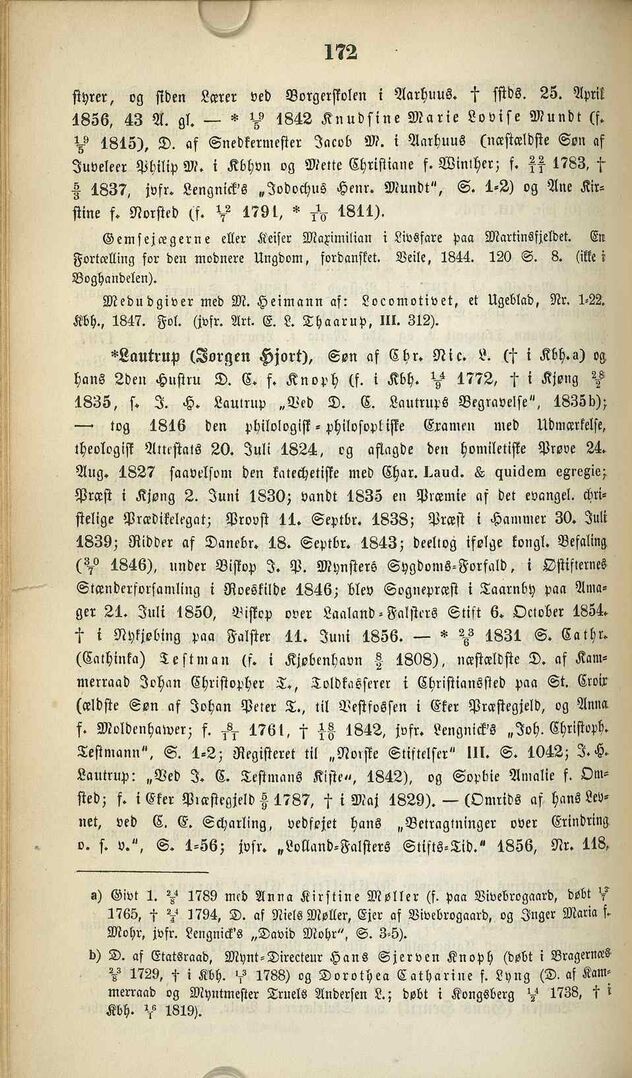 172
styrer, og siden Lærer ved Borgerskolen i Aarhuus. † sstds. 25. April
1856, 43 A. gl. — * 19/5 1842 Knudsine Marie Lovise Mundt (f.
19/5 1815), D. af Snedkermester Jacob M. i Aarhuus (næstældste Søn af
Juveleer Philip M. i Kbhvn og Mette Christiane f. Winther; f. 22/11 1783, †
5/3 1837, jvfr. Lengnick's „Jodochus Henr. Mundt“, S. 1-2) og Ane Kir-
stine f. Norsted (f. 1/7 1791, * 1/10 1811).
Gemsejægerne eller Keiser Maximilian i Livsfare paa Martinsfjeldet. En
Fortælling for den modnere Ungdom, fordansket. Veile, 1844. 120 S. 8. (ikke i
Boghandelen).
Medudgiver med M. Heimann af: Locomotivet, et Ugeblad, Nr. 1-22.
Kbh., 1847. Fol. (jvfr. Art. E. L. Thaarup, III. 312).
*Lautrup (Jørgen Hjort), Søn af Chr. Nic. L. († i Kbh.a) og
hans 2den Hustru D. C. f. Knoph (f. i Kbh. 14/9 1772, † i Kjøng 28/9
1835, s. J. H. Lautrup „Ved D. C. Lautrups Begravelse“, 1835b);
— tog 1816 den philologisk-philosophiske Examen med Udmærkelse,
theologisk Attestats 20. Juli 1824, og aflagde den homiletiske Prøve 24.
Aug. 1827 saavelsom den katechetiske med Char. Laud. & quidem egregie;
Præst i Kjøng 2. Juni 1830; vandt 1835 en Præmie af det evangel. chri-
stelige Prædikelegat; Provst 11. Septbr. 1838; Præst i Hammer 30. Juli
1839; Ridder af Danebr. 18. Septbr. 1843; deeltog ifølge kongl. Befaling
(30/7 1846), under Biskop J. P. Mynsters Sygdoms-Forfald, i Østifternes
Stænderforsamling i Roeskilde 1846; blev Sognepræst i Taarnby paa Ama-
ger 21. Juli 1850, Biskop over Laaland-Falsters Stift 6. October 1854.
† i Nykjøbing paa Falster 11. Juni 1856. — * 23/6 1831 S. Cathr.
(Cathinka) Testman (f. i Kjøbenhavn 8/2 1808), næstældste D. af Kam-
merraad Johan Christopher T., Toldkasserer i Christianssted paa St. Croix
(ældste Søn af Johan Peter T., til Vestfossen i Eker Præstegjeld, og Anna
f. Moldenhawer; f. 8/11 1761, † 18/10 1842, jvfr. Lengnick's „Joh. Christoph.
Testmann“, S. 1-2; Registeret til „Norske Stiftelser“ III. S. 1042; J. H.
Lautrup: „Ved J. C. Testmans Kiste“, 1842), og Sophie Amalie f. Om-
sted; f. i Eker Præstegjeld 5/9 1787, † i Maj 1829). — (Omrids af hans Lev-
net, ved C. E. Scharling, vedføjet hans „Betragtninger over Erindring
o. s. v.“, S. 1-56; jvfr. „Lolland-Falsters Stifts-Tid.“ 1856, Nr. 118,
a) Givt 1. 24/8 1789 med Anna Kirstine Møller (f. paa Vivebrogaard, døbt
1765, † 24/4 1794, D. af Niels Møller, Ejer af Vivebrogaard, og Inger Maria f.
Mohr, jvfr. Lengnick's „David Mohr“, S. 3-5).
b) D. af Etatsraad, Mynt-Directeur Hans Sjerven Knoph (døbt i Bragernæs
23/3 1729, † i Kbh. 13/7 1788) og Dorothea Catharine f. Lyng (D. af Kam-
merraad og Myntmester Truels Andersen L.; døbt i Kongsberg 14/2 1738, † i
Kbh. 16/7 1819).